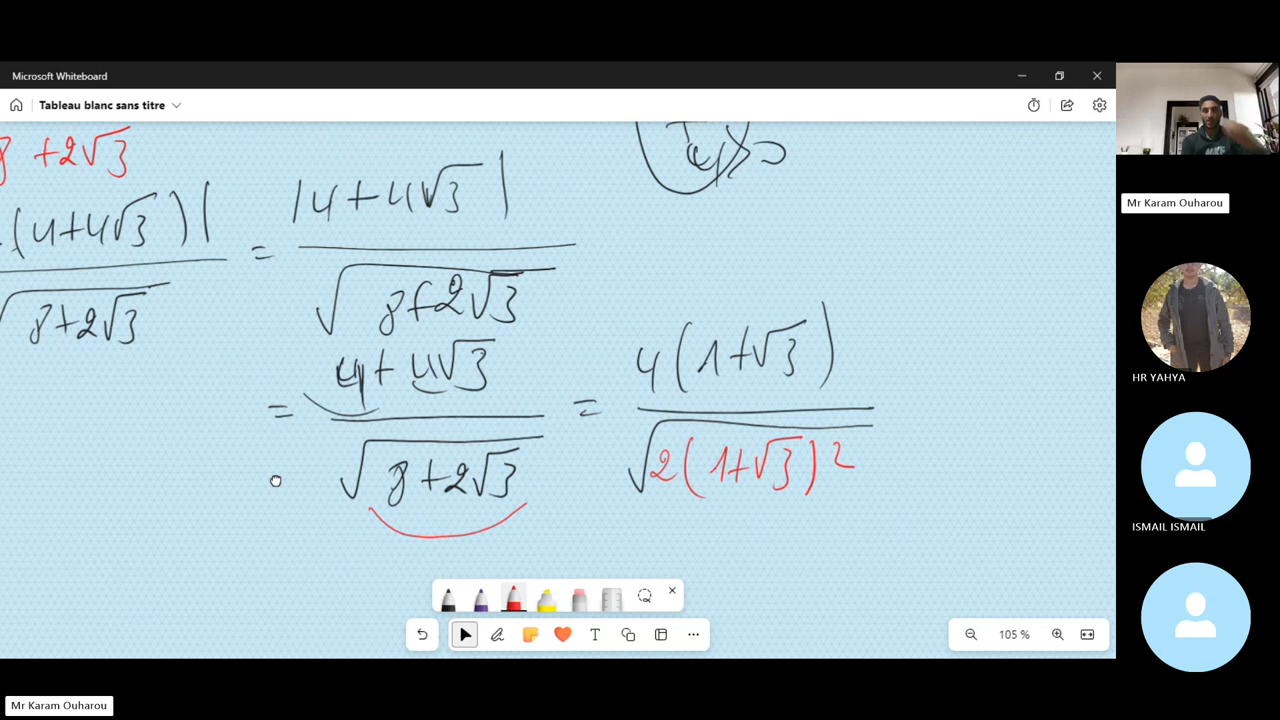 Microsoft Whiteboard
Tableau blanc sans titre
8 + 2√3
(4+4√3)|
√8+2√3
= |4+4√3|
√8+2√3
= 4+4√3
√8+2√3
= 4(1+√3)
√2(1+√3)²
105 %
Mr Karam Ouharou
HR YAHYA
ISMAIL ISMAIL
Mr Karam Ouharou